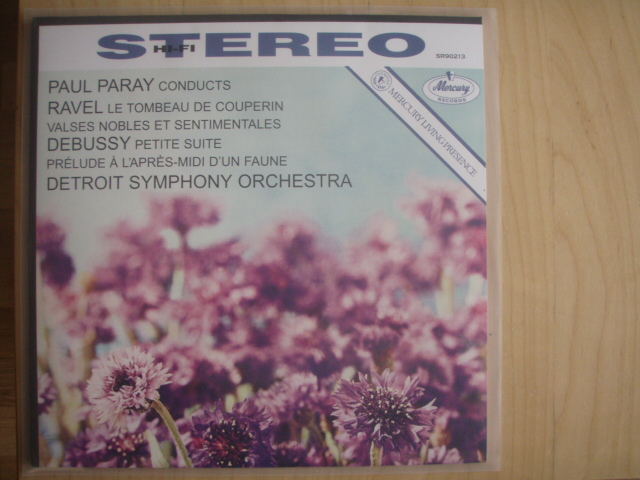 STEREO
HI-FI
SR90213
PAUL PARAY CONDUCTS
RAVEL LE TOMBEAU DE COUPERIN
VALSES NOBLES ET SENTIMENTALES
DEBUSSY PETITE SUITE
PRÉLUDE À L'APRÈS-MIDI D'UN FAUNE
DETROIT SYMPHONY ORCHESTRA
MERCURY LIVING PRESENCE
Mercury
RECORDS